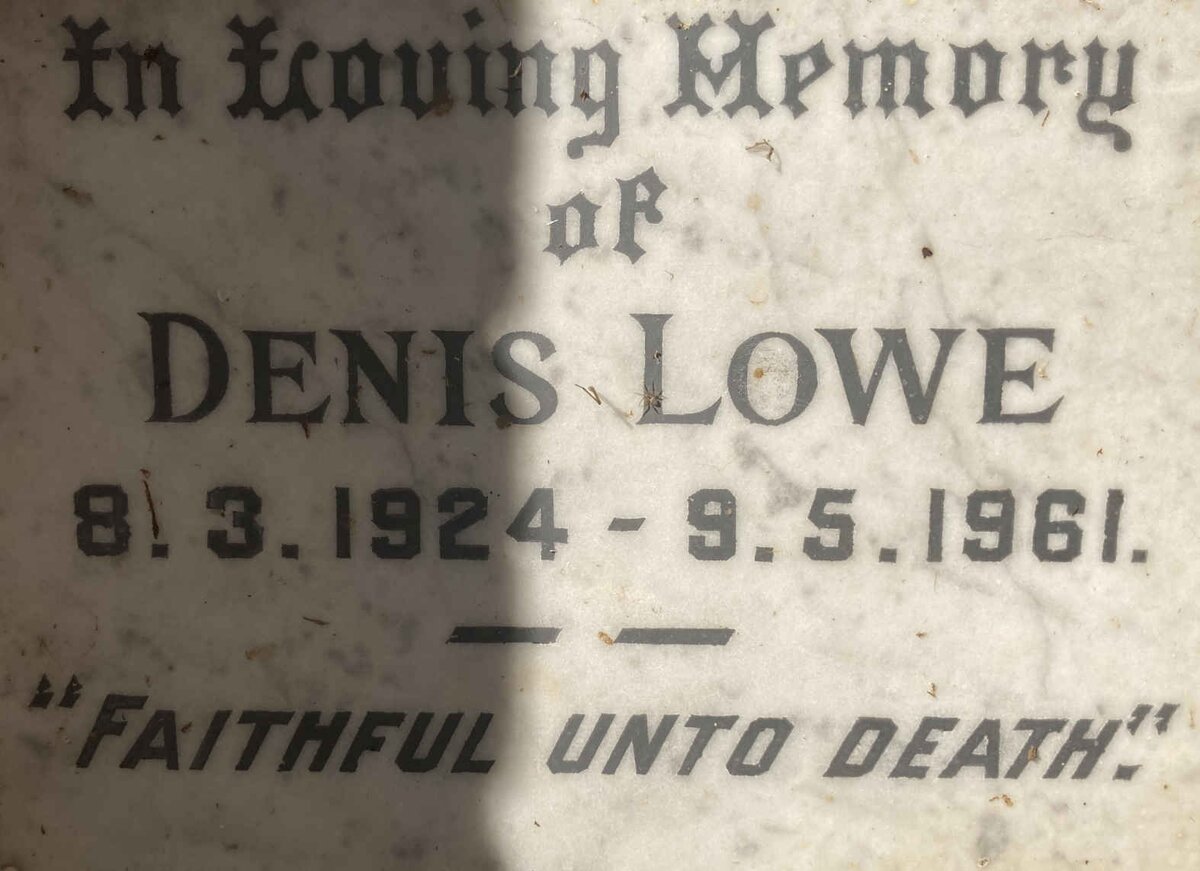 In Loving Memory
of
DENIS LOWE
8.3.1924 - 9.5.1961.
— —
"FAITHFUL UNTO DEATH."